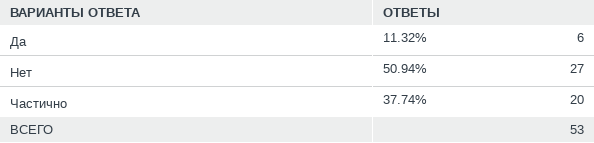 ВАРИАНТЫ ОТВЕТА ОТВЕТЫ
Да 11.32% 6
Нет 50.94% 27
Частично 37.74% 20
ВСЕГО 53